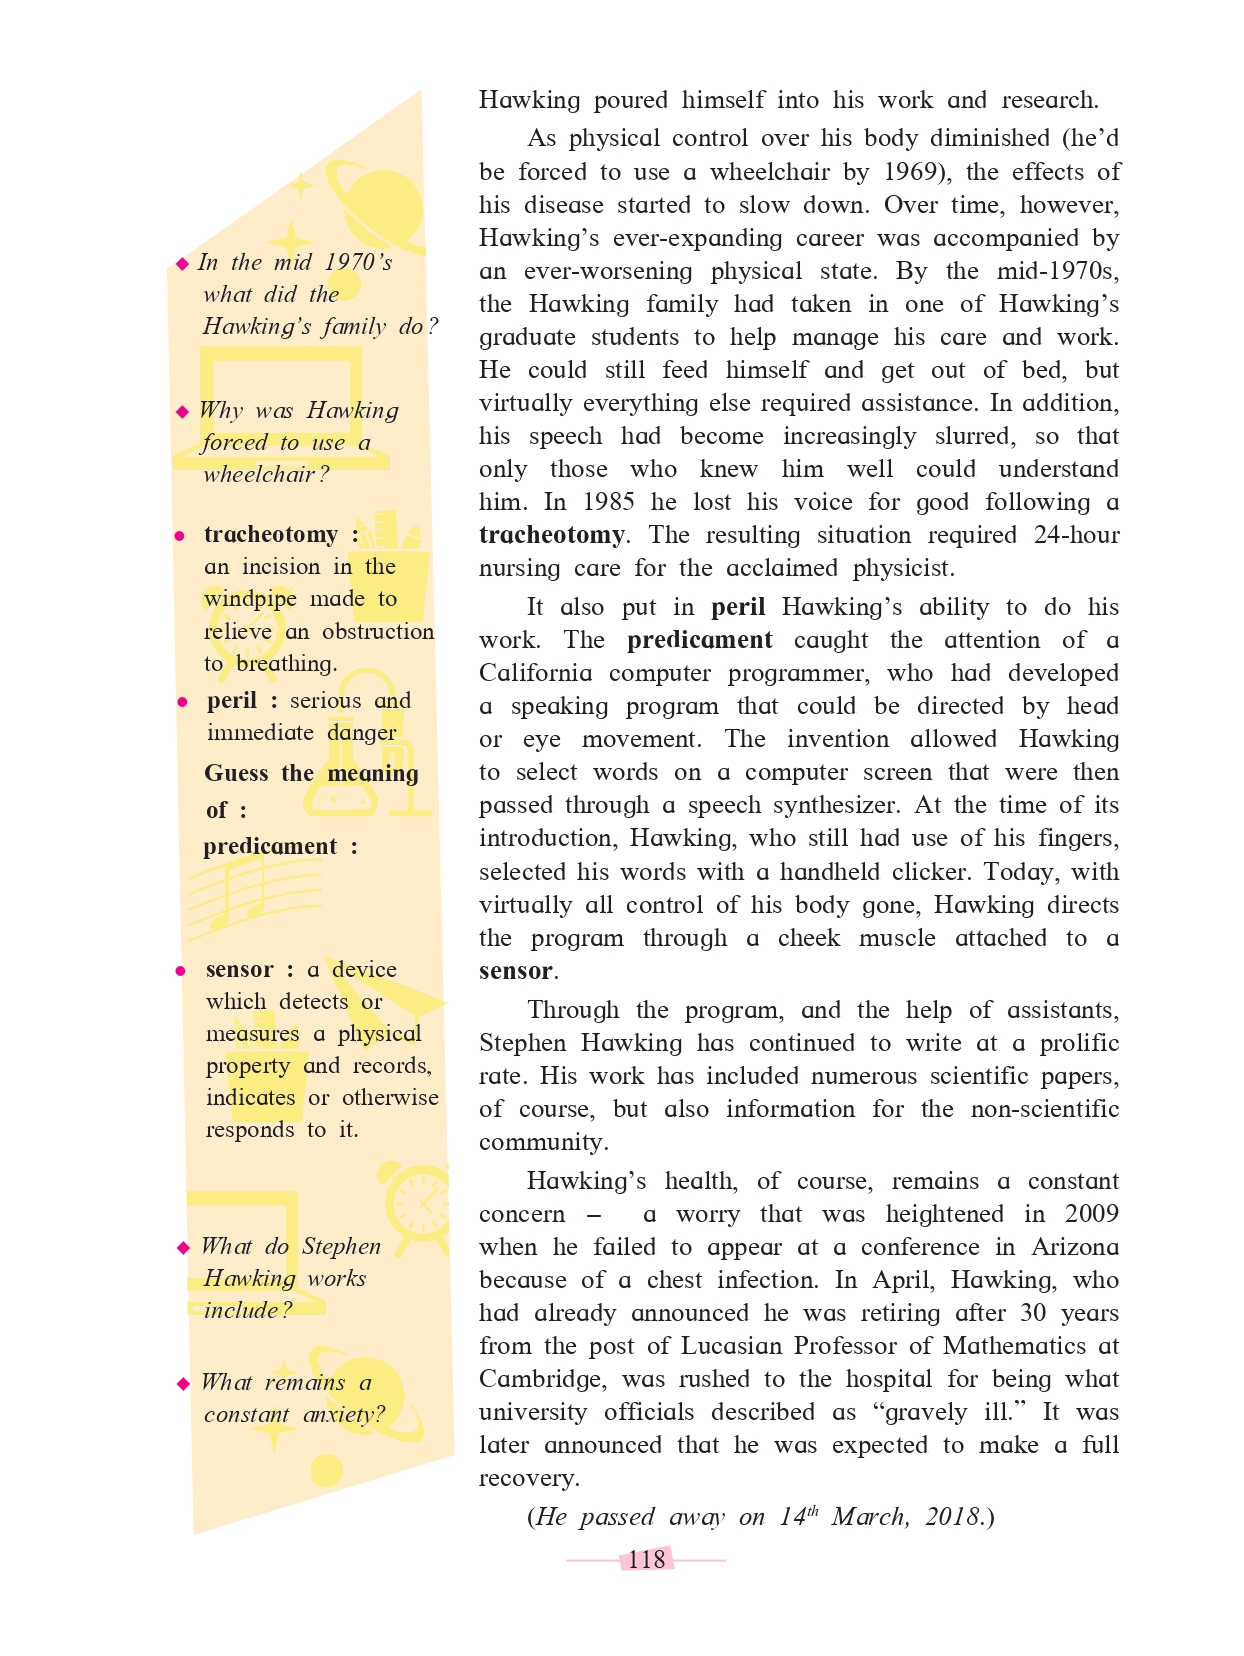 Hawking poured himself into his work and research.
As physical control over his body diminished (he’d
be forced to use a wheelchair by 1969), the effects of
his disease started to slow down. Over time, however,
Hawking’s ever-expanding career was accompanied by
an ever-worsening physical state. By the mid-1970s,
the Hawking family had taken in one of Hawking’s
graduate students to help manage his care and work.
He could still feed himself and get out of bed, but
virtually everything else required assistance. In addition,
his speech had become increasingly slurred, so that
only those who knew him well could understand
him. In 1985 he lost his voice for good following a
tracheotomy. The resulting situation required 24-hour
nursing care for the acclaimed physicist.
It also put in peril Hawking’s ability to do his
work. The predicament caught the attention of a
California computer programmer, who had developed
a speaking program that could be directed by head
or eye movement. The invention allowed Hawking
to select words on a computer screen that were then
passed through a speech synthesizer. At the time of its
introduction, Hawking, who still had use of his fingers,
selected his words with a handheld clicker. Today, with
virtually all control of his body gone, Hawking directs
the program through a cheek muscle attached to a
sensor.
Through the program, and the help of assistants,
Stephen Hawking has continued to write at a prolific
rate. His work has included numerous scientific papers,
of course, but also information for the non-scientific
community.
Hawking’s health, of course, remains a constant
concern – a worry that was heightened in 2009
when he failed to appear at a conference in Arizona
because of a chest infection. In April, Hawking, who
had already announced he was retiring after 30 years
from the post of Lucasian Professor of Mathematics at
Cambridge, was rushed to the hospital for being what
university officials described as “gravely ill.” It was
later announced that he was expected to make a full
recovery.
(He passed away on 14th March, 2018.)
◆ In the mid 1970’s
what did the
Hawking’s family do?
◆ Why was Hawking
forced to use a
wheelchair?
● tracheotomy :
an incision in the
windpipe made to
relieve an obstruction
to breathing.
● peril : serious and
immediate danger
Guess the meaning
of :
predicament :
● sensor : a device
which detects or
measures a physical
property and records,
indicates or otherwise
responds to it.
◆ What do Stephen
Hawking works
include?
◆ What remains a
constant anxiety?
118